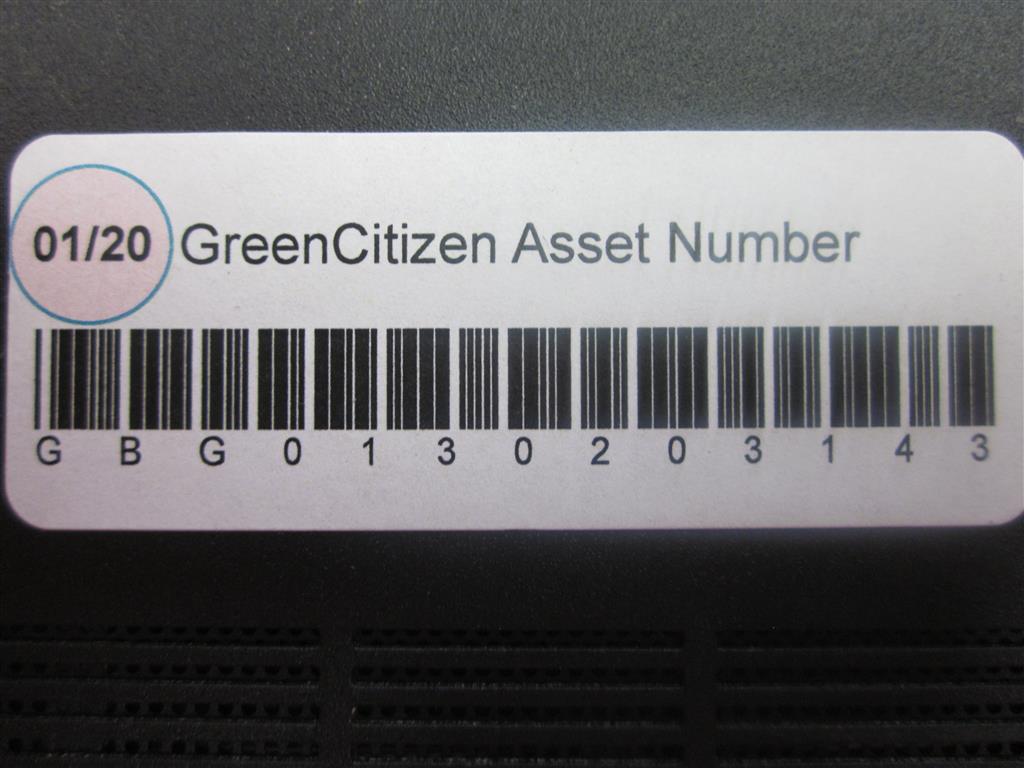 01/20 GreenCitizen Asset Number
G B G 0 1 3 0 2 0 3 1 4 3